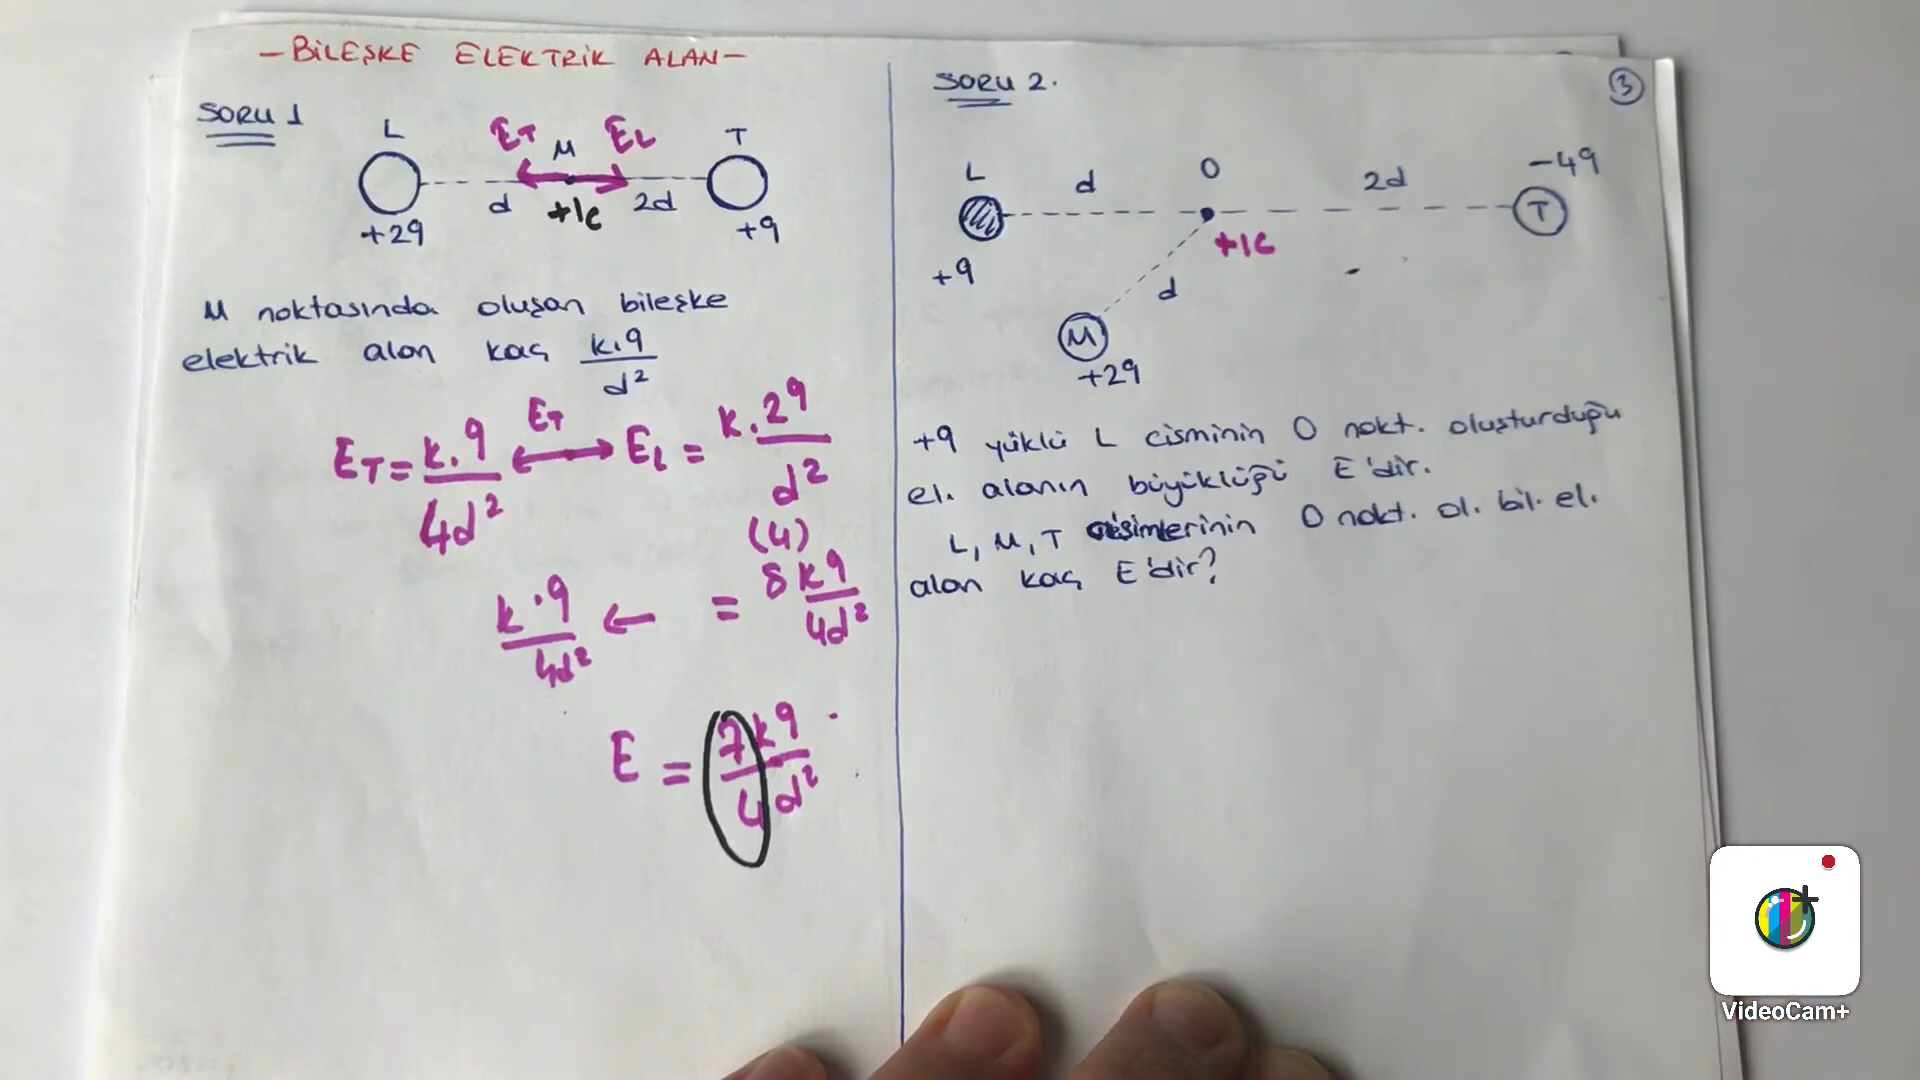 -BİLEŞKE ELEKTRİK ALAN-
SORU 1
L
ET
M
EL
T
d
+1c
2d
+2q
+q
M noktasında oluşan bileşke
elektrik alan kaç k.q/d²
ET = k.q/4d²
ET
EL = k.2q/d²
(4)
k.q/4d² ← = 8kq/4d²
E = 7kq/4d²
SORU 2.
3
L
d
O
2d
-4q
T
+1c
+q
d
M
+2q
+q yüklü L cisminin O nokt. oluşturduğu
el. alanın büyüklüğü E'dir.
L, M, T cisimlerinin O nokt. ol. bil. el.
alan kaç E'dir?
VideoCam+